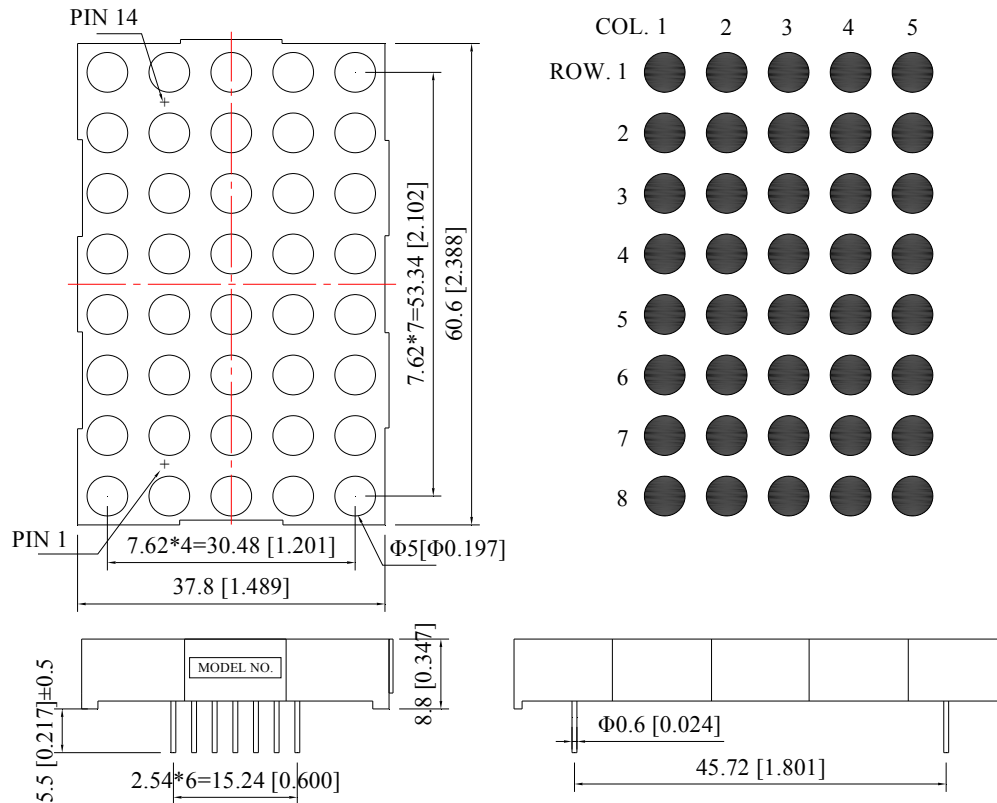 PIN 14
COL. 1 2 3 4 5
ROW. 1
2
3
4
5
6
7
8
7.62*7=53.34 [2.102]
60.6 [2.388]
PIN 1
7.62*4=30.48 [1.201]
Φ5[Φ0.197]
37.8 [1.489]
MODEL NO.
8.8 [0.347]
5.5 [0.217]±0.5
2.54*6=15.24 [0.600]
Φ0.6 [0.024]
45.72 [1.801]